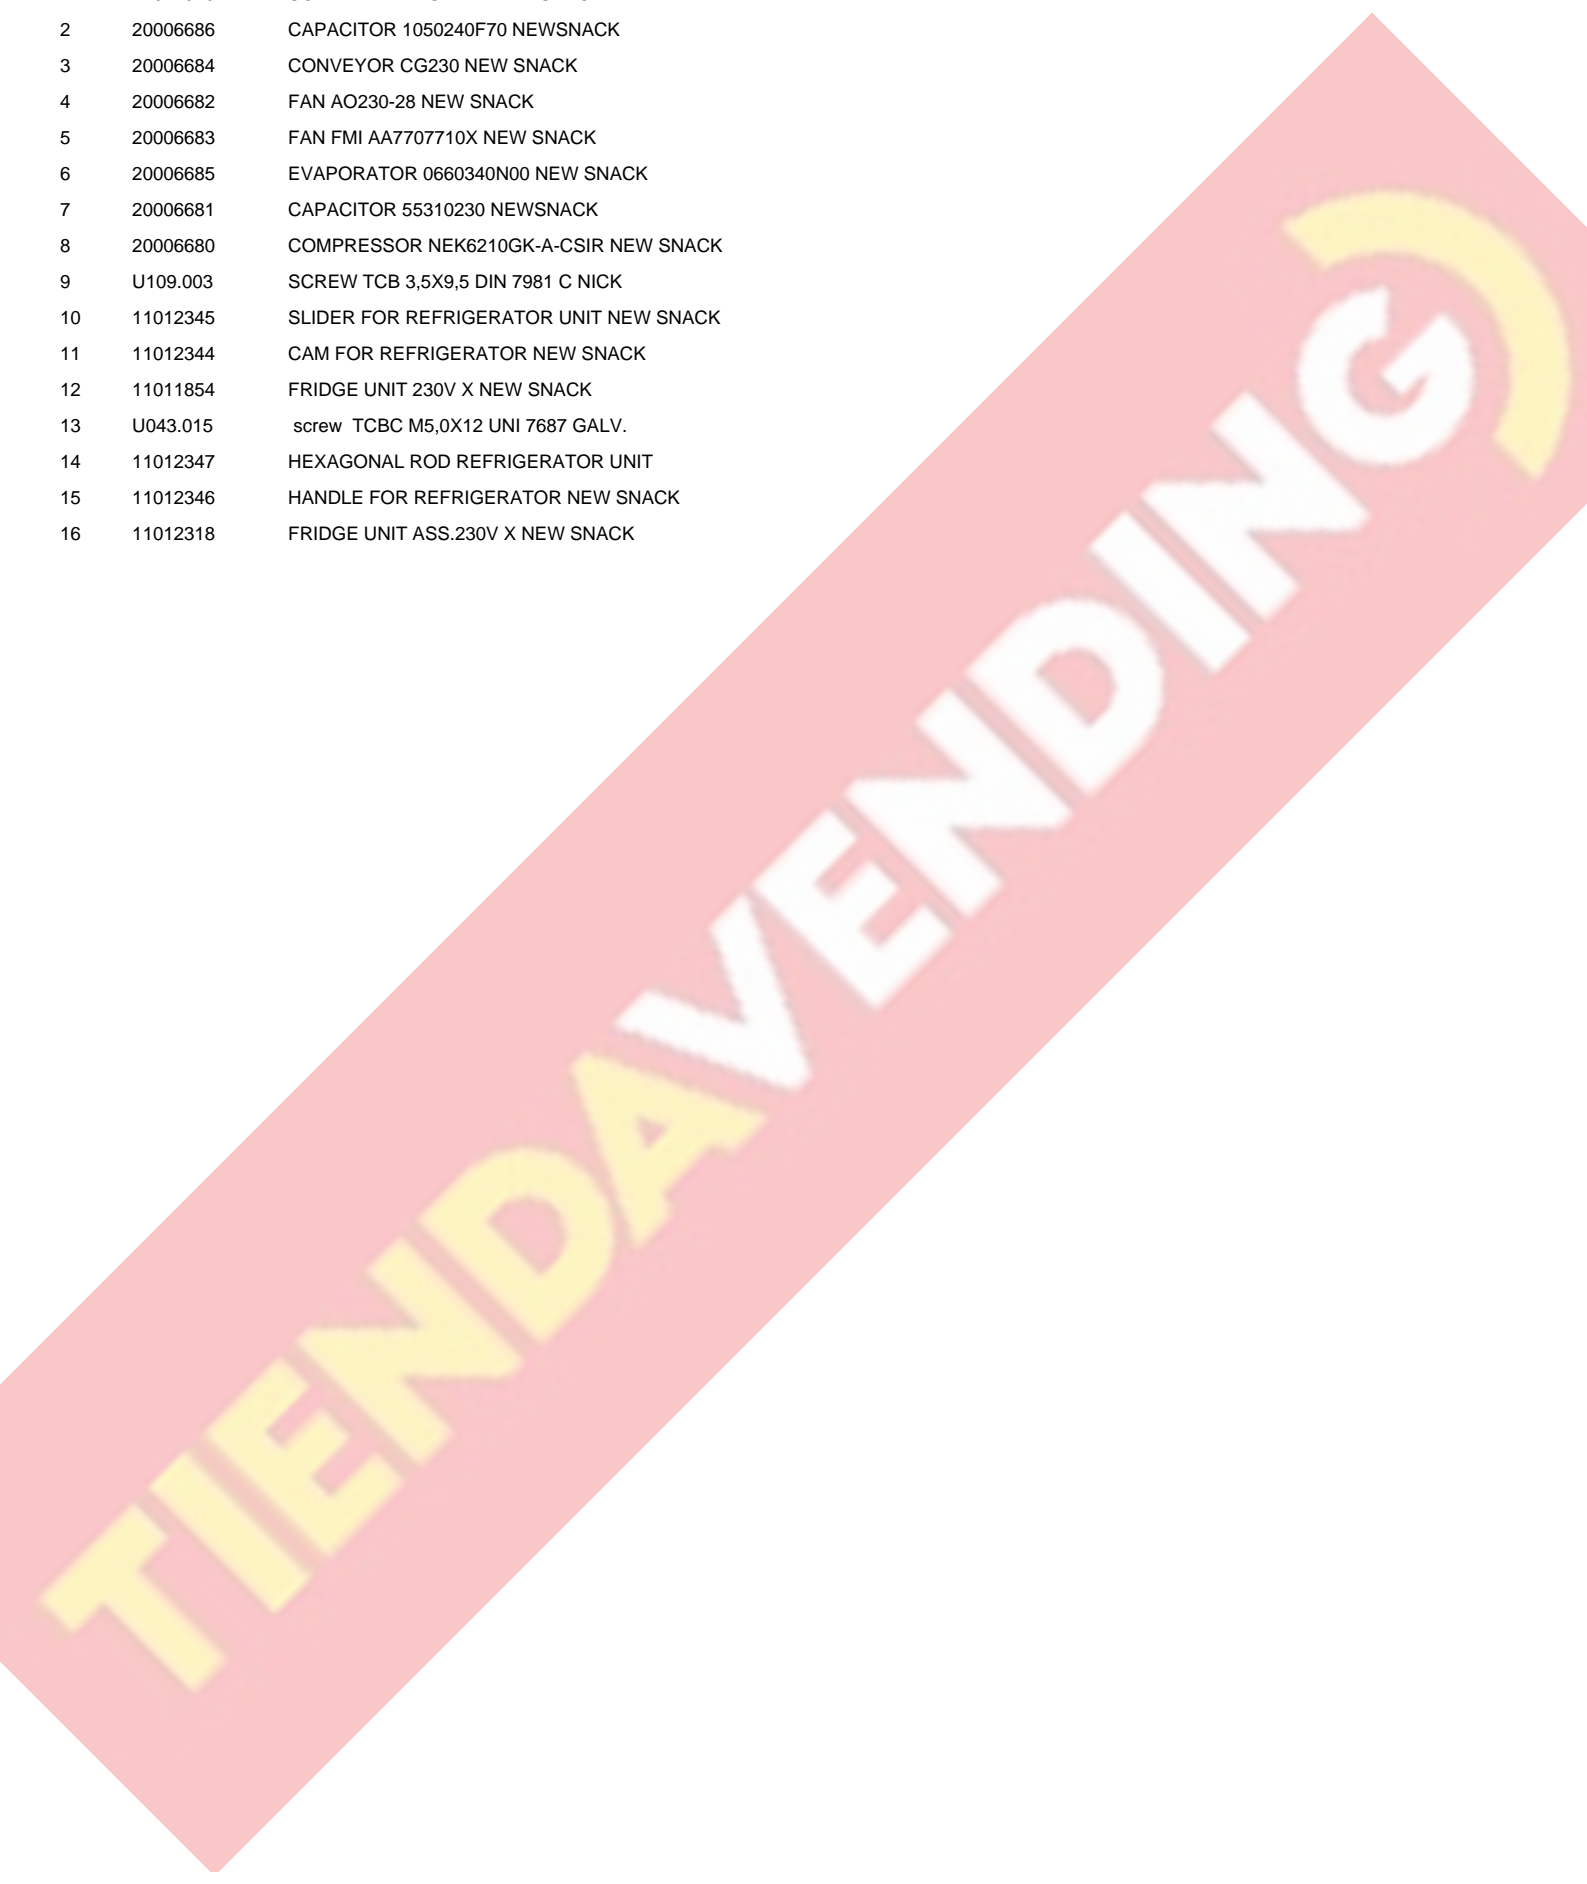 2 20006686 CAPACITOR 1050240F70 NEWSNACK
3 20006684 CONVEYOR CG230 NEW SNACK
4 20006682 FAN AO230-28 NEW SNACK
5 20006683 FAN FMI AA7707710X NEW SNACK
6 20006685 EVAPORATOR 0660340N00 NEW SNACK
7 20006681 CAPACITOR 55310230 NEWSNACK
8 20006680 COMPRESSOR NEK6210GK-A-CSIR NEW SNACK
9 U109.003 SCREW TCB 3,5X9,5 DIN 7981 C NICK
10 11012345 SLIDER FOR REFRIGERATOR UNIT NEW SNACK
11 11012344 CAM FOR REFRIGERATOR NEW SNACK
12 11011854 FRIDGE UNIT 230V X NEW SNACK
13 U043.015 screw TCBC M5,0X12 UNI 7687 GALV.
14 11012347 HEXAGONAL ROD REFRIGERATOR UNIT
15 11012346 HANDLE FOR REFRIGERATOR NEW SNACK
16 11012318 FRIDGE UNIT ASS.230V X NEW SNACK
TIENDAVENDING